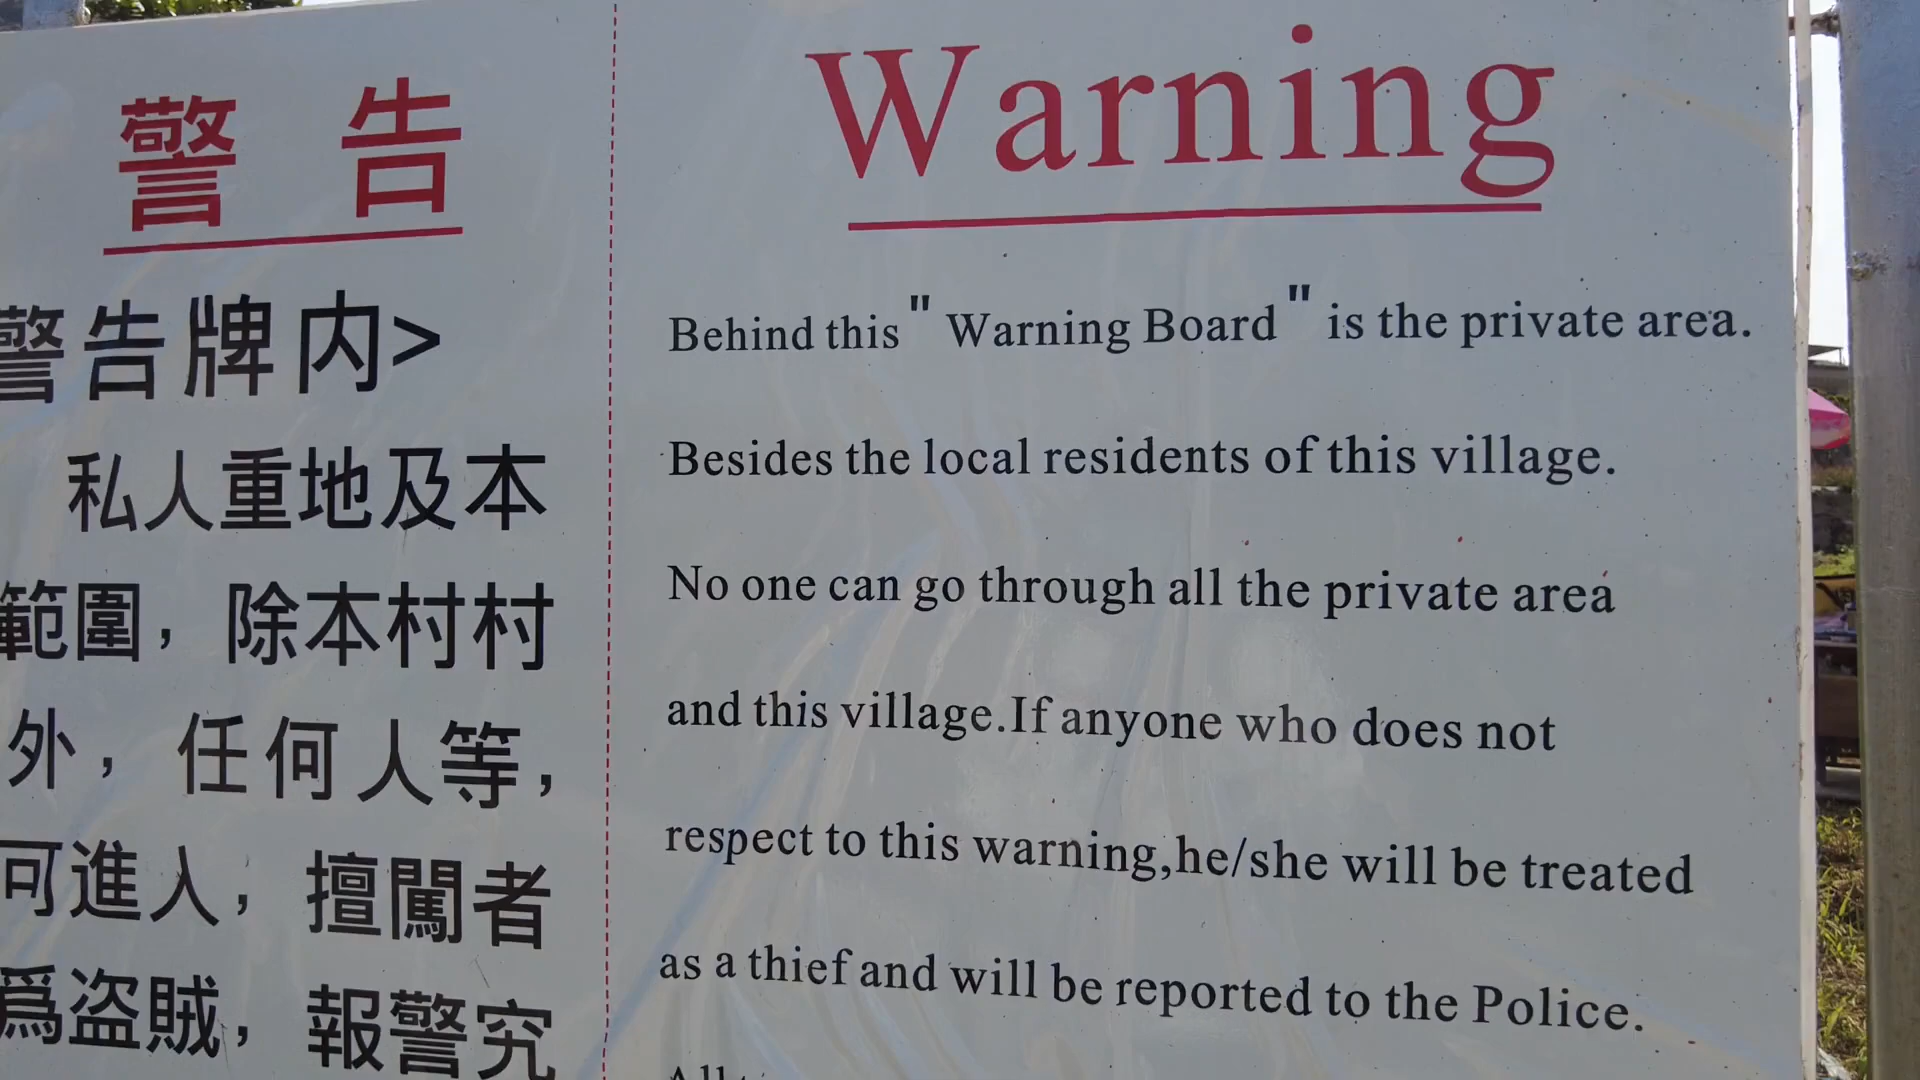 警告
警告牌内>
私人重地及本
範圍，除本村村
外，任何人等，
可進入；擅闖者
爲盗賊，報警究
Warning
Behind this "Warning Board" is the private area.
Besides the local residents of this village.
No one can go through all the private area
and this village.If anyone who does not
respect to this warning,he/she will be treated
as a thief and will be reported to the Police.